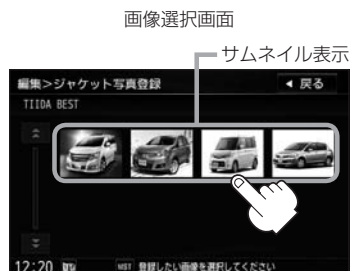 画像選択画面
サムネイル表示
編集>ジャケット写真登録 ◀ 戻る
TIIDA BEST
12:20 MST 登録したい画像を選択してください